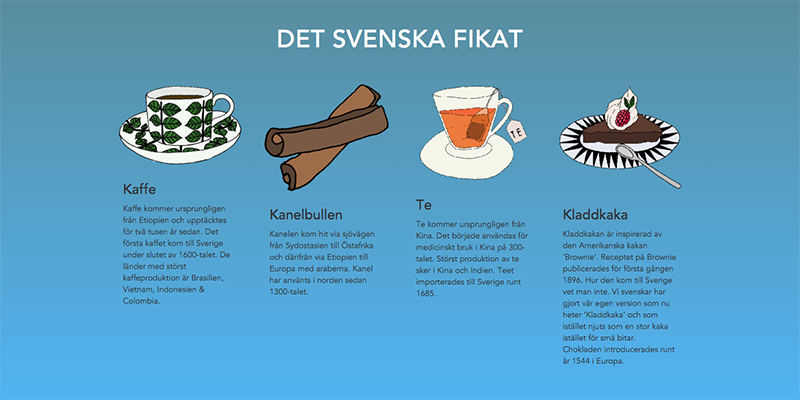 DET SVENSKA FIKAT
TE
Kaffe
Kaffe kommer ursprungligen
från Etiopien och upptäcktes
för två tusen år sedan. Det
första kaffet kom till Sverige
under slutet av 1600-talet. De
länder med störst
kaffeproduktion är Brasilien,
Vietnam, Indonesien &
Colombia.
Kanelbullen
Kanelen kom hit via sjövägen
från Sydostasien till Östafrika
och därifrån via Etiopien till
Europa med araberna. Kanel
har använts i norden sedan
1300-talet.
Te
Te kommer ursprungligen från
Kina. Det började användas för
medicinskt bruk i Kina på 300-
talet. Störst produktion av te
sker i Kina och Indien. Teet
importerades till Sverige runt
1685.
Kladdkaka
Kladdkakan är inspirerad av
den Amerikanska kakan
‘Brownie’. Receptet på Brownie
publicerades för första gången
1896. Hur den kom till Sverige
vet man inte. Vi svenskar har
gjort vår egen version som nu
heter ‘Kladdkaka’ och som
istället njuts som en stor kaka
istället för små bitar.
Chokladen introducerades runt
år 1544 i Europa.